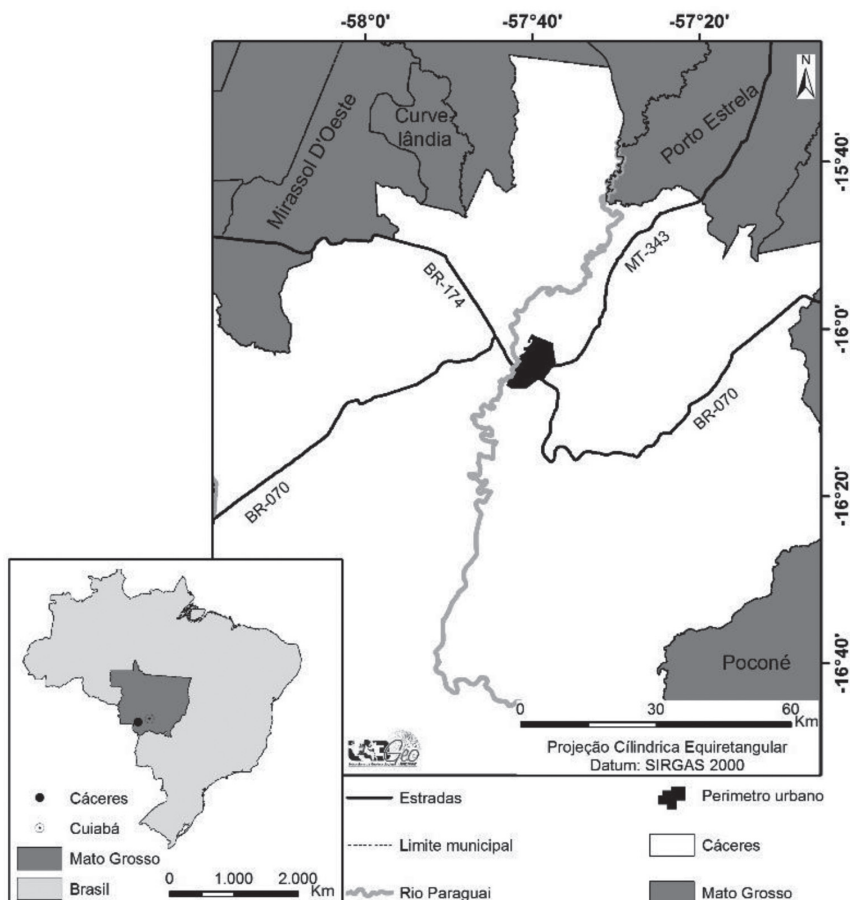 -58°0'
-57°40'
-57°20'
N
Mirassol D'Oeste
Curve
lândia
Porto Estrela
-15°40'
BR-174
MT-343
-16°0'
BR-070
BR-070
-16°20'
Poconé
-16°40'
0
30
60
Km
Projeção Cílindrica Equiretangular
Datum: SIRGAS 2000
Geo
Cáceres
Cuiabá
Mato Grosso
Brasil
0
1.000
2.000
Km
Estradas
Limite municipal
Rio Paraguai
Perimetro urbano
Cáceres
Mato Grosso